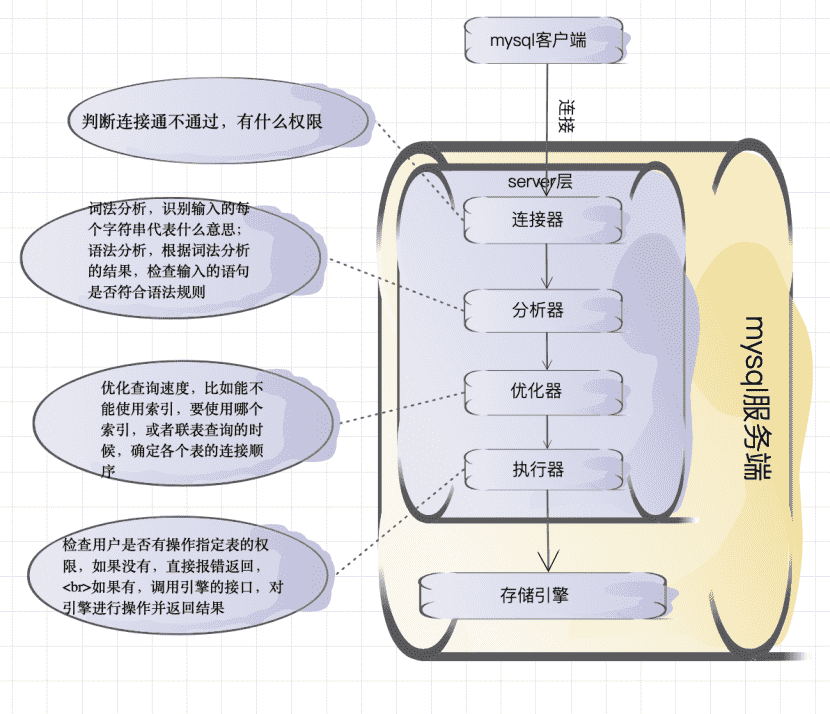 mysql客户端
连接
判断连接通不通过，有什么权限
server层
连接器
词法分析，识别输入的每
个字符串代表什么意思；
语法分析，根据词法分析
的结果，检查输入的语句
是否符合语法规则
分析器
mysql服务端
优化查询速度，比如能不
能使用索引，要使用哪个
索引，或者联表查询的时
候，确定各个表的连接顺
序
优化器
执行器
检查用户是否有操作指定表的权
限，如果没有，直接报错返回，
<br>如果有，调用引擎的接口，对
引擎进行操作并返回结果
存储引擎